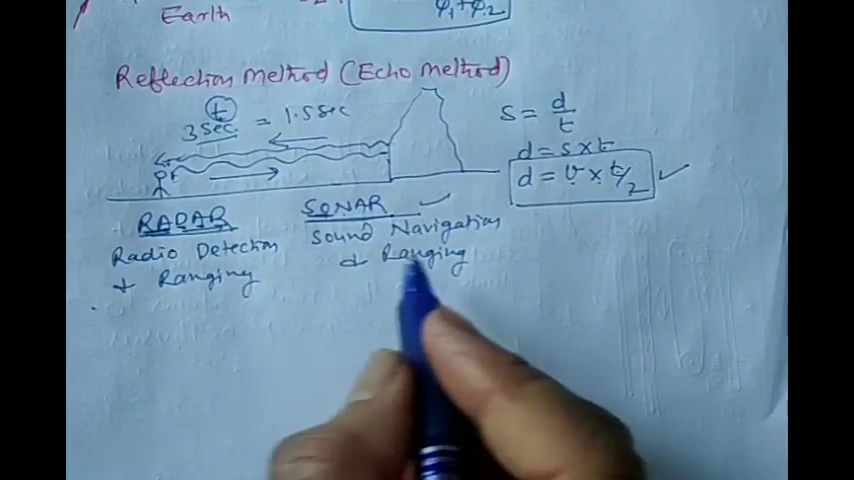 Earth
φ₁+φ₂
Reflection method (Echo method)
t
3sec. = 1.5sec
S = d/t
d = s×t
d = v × t/2
RADAR
Radio Detection
+ Ranging
SONAR
Sound Navigation
& Ranging